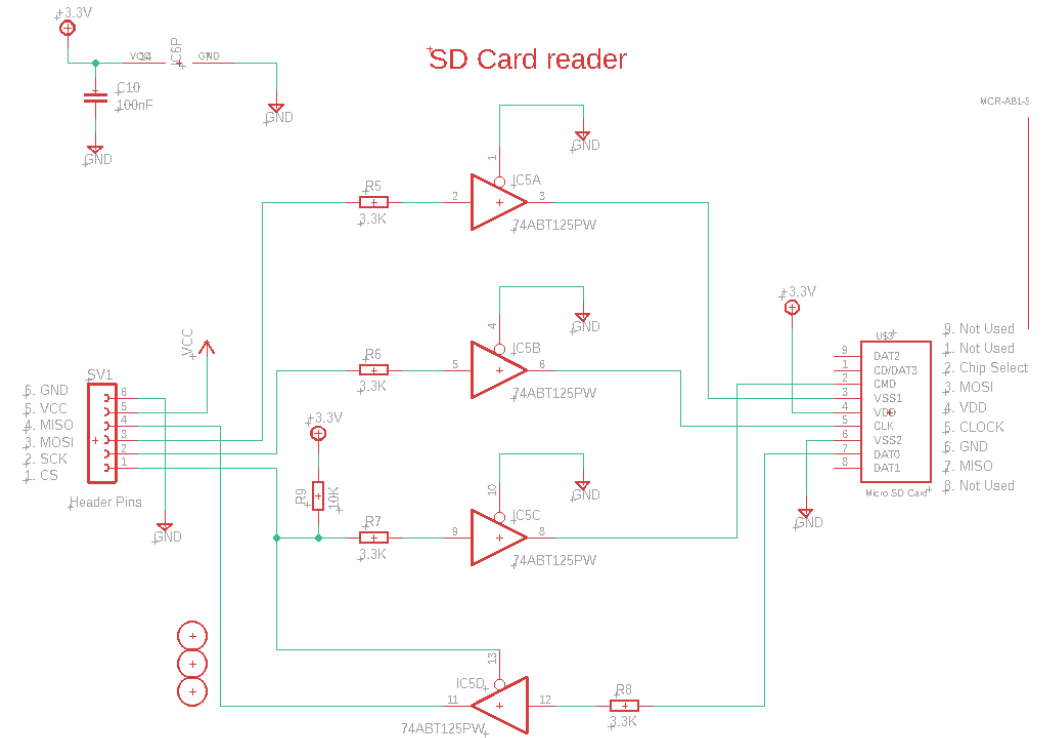 +3.3V
VCC
IC6P
GND
C10
100nF
GND
GND
SD Card reader
MCR-AB1-S
1
GND
IC5A
R5
2
3
3.3K
74ABT125PW
4
GND
IC5B
R6
5
6
3.3K
74ABT125PW
+3.3V
VCC
SV1
6. GND
5. VCC
4. MISO
3. MOSI
2. SCK
1. CS
6
5
4
3
2
1
Header Pins
GND
+3.3V
R9
10K
10
GND
IC5C
R7
9
8
3.3K
74ABT125PW
13
IC5D
11
12
R8
3.3K
74ABT125PW
9
1
2
3
4
5
6
7
8
DAT2
CD/DAT3
CMD
VSS1
VDD
CLK
VSS2
DAT0
DAT1
Micro SD Card
GND
9. Not Used
1. Not Used
2. Chip Select
3. MOSI
4. VDD
5. CLOCK
6. GND
7. MISO
8. Not Used